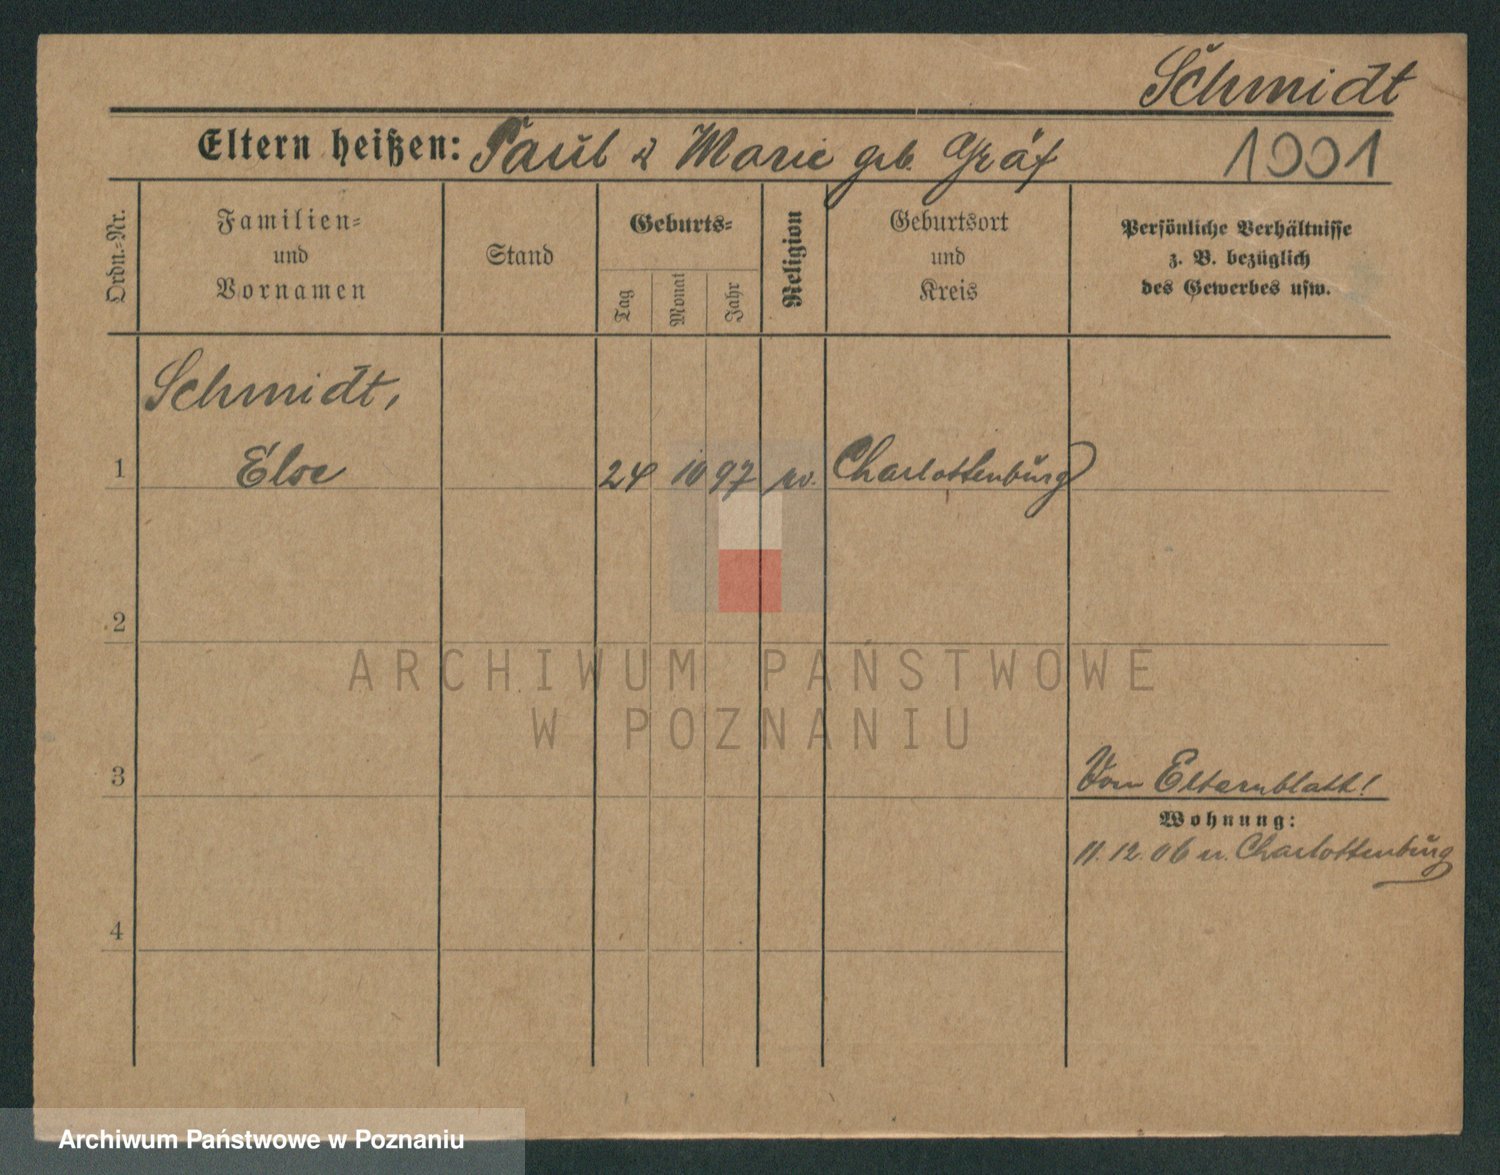 Schmidt
Eltern heißen: Paul u Marie geb. Gräf
1001
Ordn.=Nr.
Familien=
und
Vornamen
Stand
Geburts=
Tag
Monat
Jahr
Religion
Geburtsort
und
Kreis
Persönliche Verhältnisse
z. B. bezüglich
des Gewerbes usw.
Schmidt,
1 Else 24 10 97 ev. Charlottenburg
2
ARCHIWUM PAŃSTWOWE
W POZNANIU
3 Vom Elternblatt!
Wohnung:
11.12.06 n. Charlottenburg
4
Archiwum Państwowe w Poznaniu